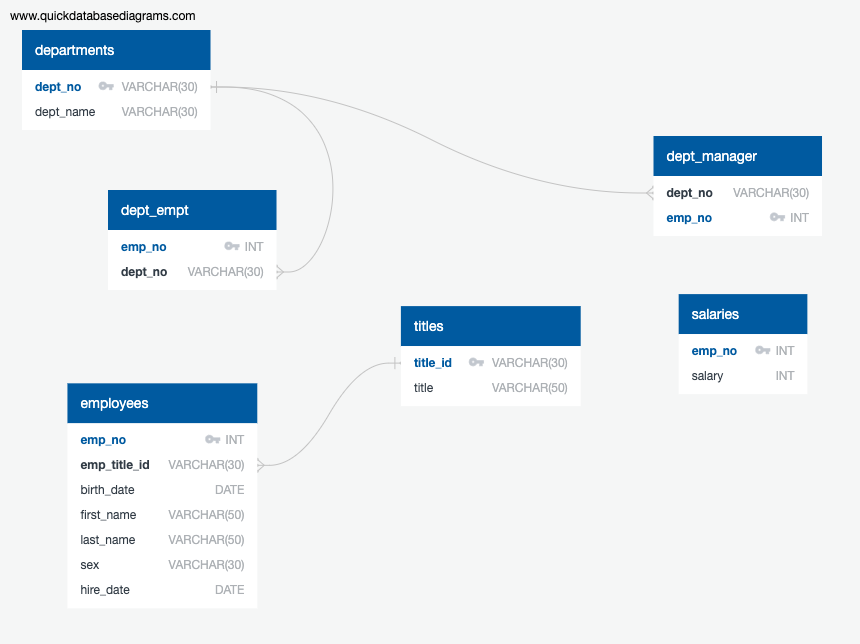 www.quickdatabasediagrams.com
departments
dept_no VARCHAR(30)
dept_name VARCHAR(30)
dept_manager
dept_no VARCHAR(30)
emp_no INT
dept_empt
emp_no INT
dept_no VARCHAR(30)
titles
title_id VARCHAR(30)
title VARCHAR(50)
salaries
emp_no INT
salary INT
employees
emp_no INT
emp_title_id VARCHAR(30)
birth_date DATE
first_name VARCHAR(50)
last_name VARCHAR(50)
sex VARCHAR(30)
hire_date DATE